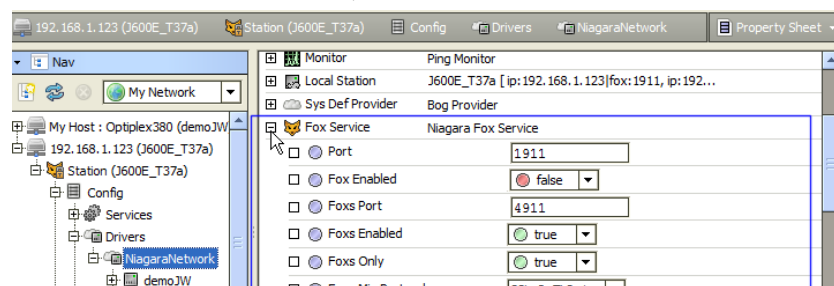 192.168.1.123 (J600E_T37a) Station (J600E_T37a) Config Drivers NiagaraNetwork Property Sheet
Nav
My Network
My Host : Optiplex380 (demoJW
192.168.1.123 (J600E_T37a)
Station (J600E_T37a)
Config
Services
Drivers
NiagaraNetwork
demoJW
Monitor Ping Monitor
Local Station J600E_T37a [ip:192.168.1.123|fox:1911, ip:192...
Sys Def Provider Bog Provider
Fox Service Niagara Fox Service
Port 1911
Fox Enabled false
Foxs Port 4911
Foxs Enabled true
Foxs Only true